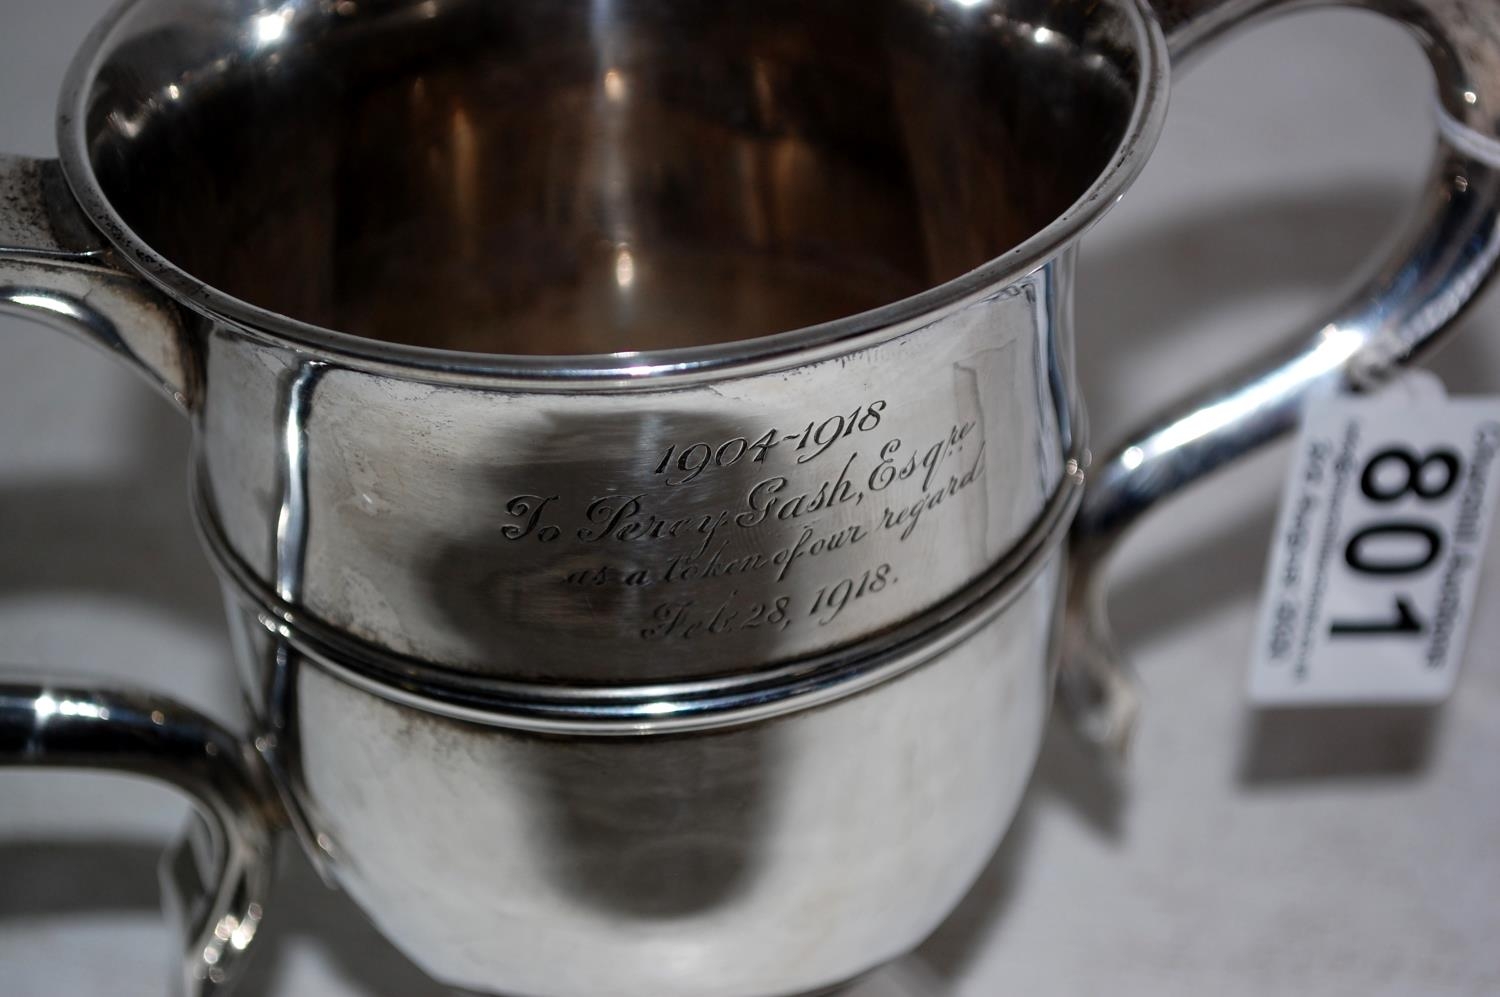 1904~1918
To Percy Gash, Esqre
as a token of our regard
Feb. 28, 1918.
801